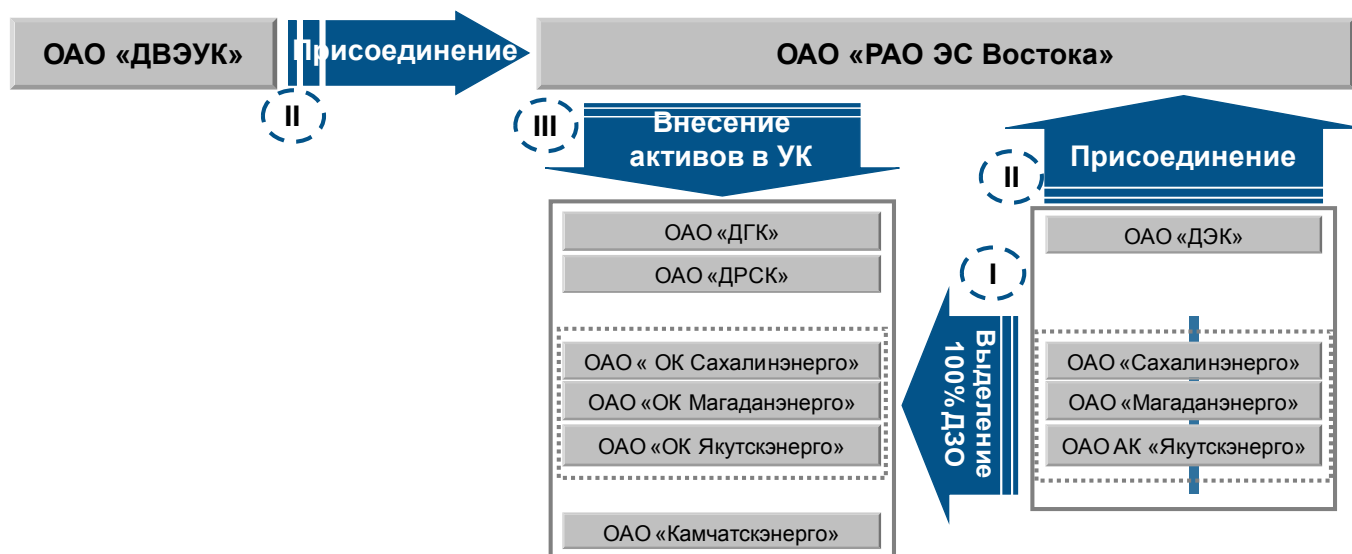 ОАО «ДВЭУК»
Присоединение
ОАО «РАО ЭС Востока»
II
III
Внесение
активов в УК
II
Присоединение
ОАО «ДГК»
ОАО «ДРСК»
I
ОАО «ДЭК»
Выделение
100% ДЗО
ОАО « ОК Сахалинэнерго»
ОАО «ОК Магаданэнерго»
ОАО «ОК Якутскэнерго»
ОАО «Сахалинэнерго»
ОАО «Магаданэнерго»
ОАО АК «Якутскэнерго»
ОАО «Камчатскэнерго»